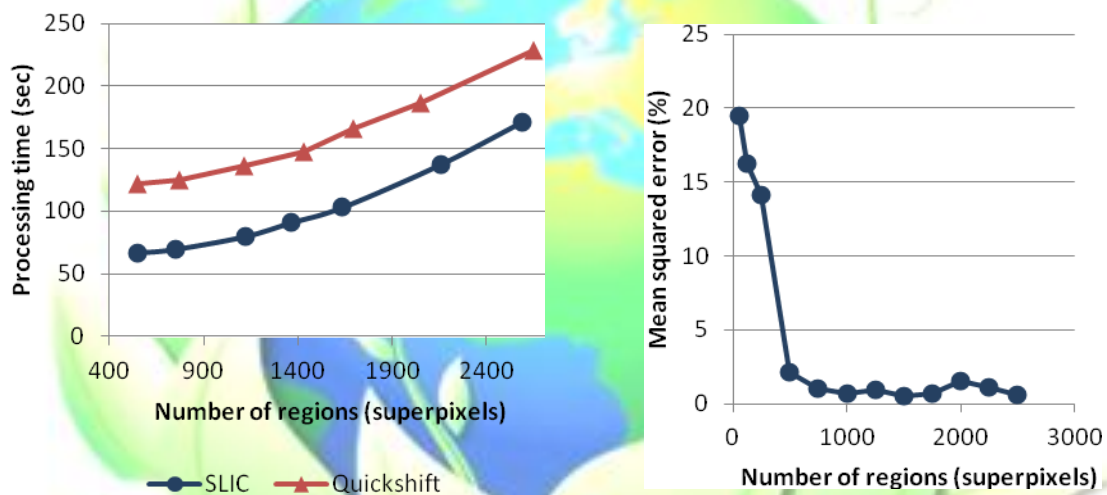 Processing time (sec)
250
200
150
100
50
0
400 900 1400 1900 2400
Number of regions (superpixels)
SLIC Quickshift
Mean squared error (%)
25
20
15
10
5
0
0 1000 2000 3000
Number of regions (superpixels)